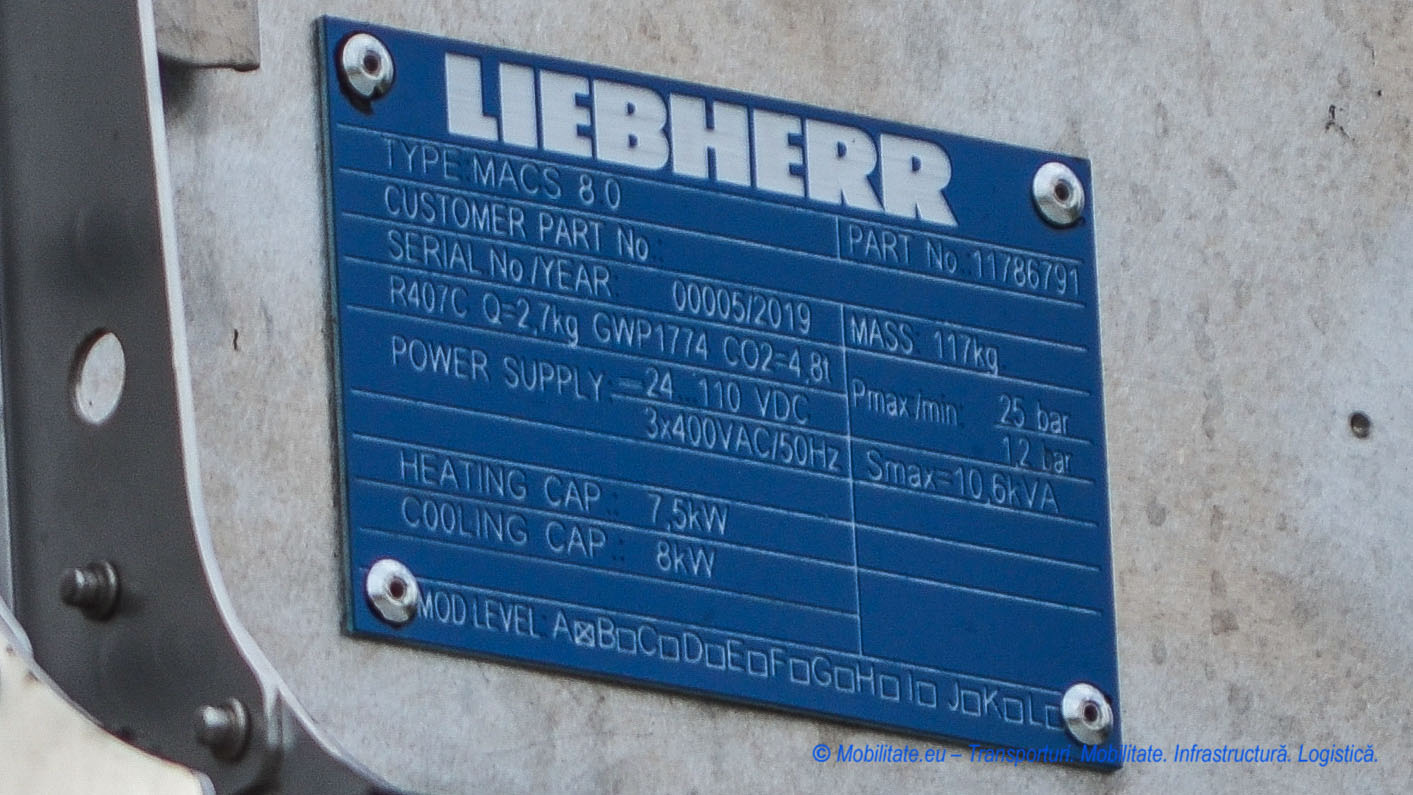 LIEBHERR
TYPE:MACS 8.0
PART No.:11786791
CUSTOMER PART No.:
SERIAL No/YEAR: 00005/2019
MASS: 117kg
R407C Q=2,7kg GWP1774 CO2=4,8t
Pmax/min: 25 bar
1,2 bar
POWER SUPPLY: 24...110 VDC
3x400VAC/50Hz
Smax=10,6kVA
HEATING CAP.: 7,5kW
COOLING CAP.: 8kW
MOD LEVEL: A☒B□C□D□E□F□G□H□I□J□K□L□
© Mobilitate.eu – Transporturi. Mobilitate. Infrastructură. Logistică.